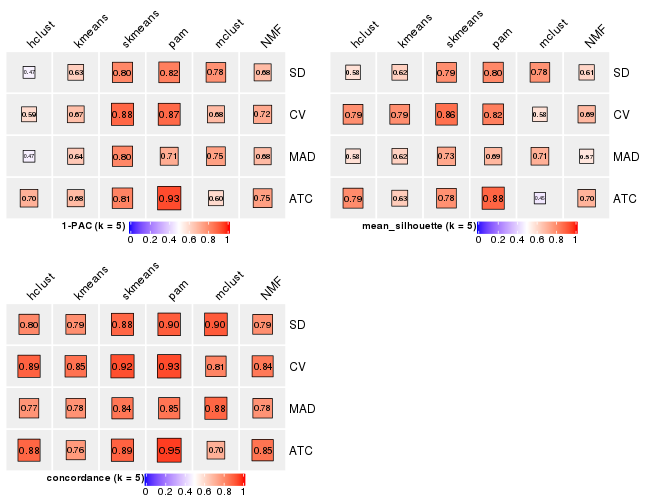 hclust kmeans skmeans pam mclust NMF
0.47 0.63 0.80 0.82 0.78 0.68 SD
0.59 0.67 0.88 0.87 0.68 0.72 CV
0.47 0.64 0.80 0.71 0.75 0.68 MAD
0.70 0.68 0.81 0.93 0.60 0.75 ATC
1-PAC (k = 5)
0 0.2 0.4 0.6 0.8 1
hclust kmeans skmeans pam mclust NMF
0.58 0.62 0.79 0.80 0.78 0.61 SD
0.79 0.79 0.86 0.82 0.58 0.69 CV
0.58 0.62 0.73 0.69 0.71 0.57 MAD
0.79 0.63 0.78 0.88 0.70 ATC
mean_silhouette (k = 5)
0 0.2 0.4 0.6 0.8 1
hclust kmeans skmeans pam mclust NMF
0.80 0.79 0.88 0.90 0.90 0.79 SD
0.89 0.85 0.92 0.93 0.81 0.84 CV
0.77 0.78 0.84 0.85 0.88 0.78 MAD
0.88 0.76 0.89 0.95 0.70 0.85 ATC
concordance (k = 5)
0 0.2 0.4 0.6 0.8 1